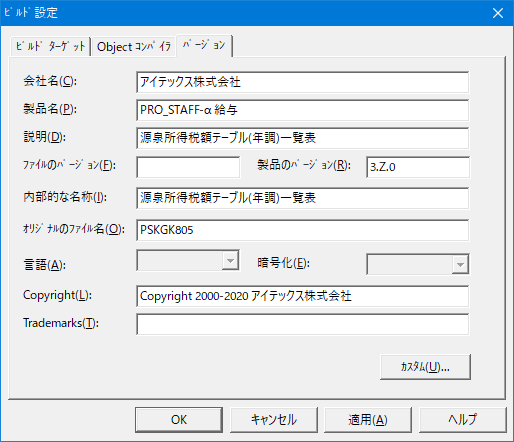 ﾋﾞﾙﾄﾞ 設定
ﾋﾞﾙﾄﾞ ﾀｰｹﾞｯﾄ Object ｺﾝﾊﾟｲﾗ ﾊﾞｰｼﾞｮﾝ
会社名(C): アイテックス株式会社
製品名(P): PRO_STAFF-α 給与
説明(D): 源泉所得税額テーブル(年調)一覧表
ﾌｧｲﾙのﾊﾞｰｼﾞｮﾝ(F): 製品のﾊﾞｰｼﾞｮﾝ(R): 3.Z.0
内部的な名称(I): 源泉所得税額テーブル(年調)一覧表
ｵﾘｼﾞﾅﾙのﾌｧｲﾙ名(O): PSKGK805
言語(A): 暗号化(E):
Copyright(L): Copyright 2000-2020 アイテックス株式会社
Trademarks(T):
ｶｽﾀﾑ(U)...
OK キャンセル 適用(A) ヘルプ